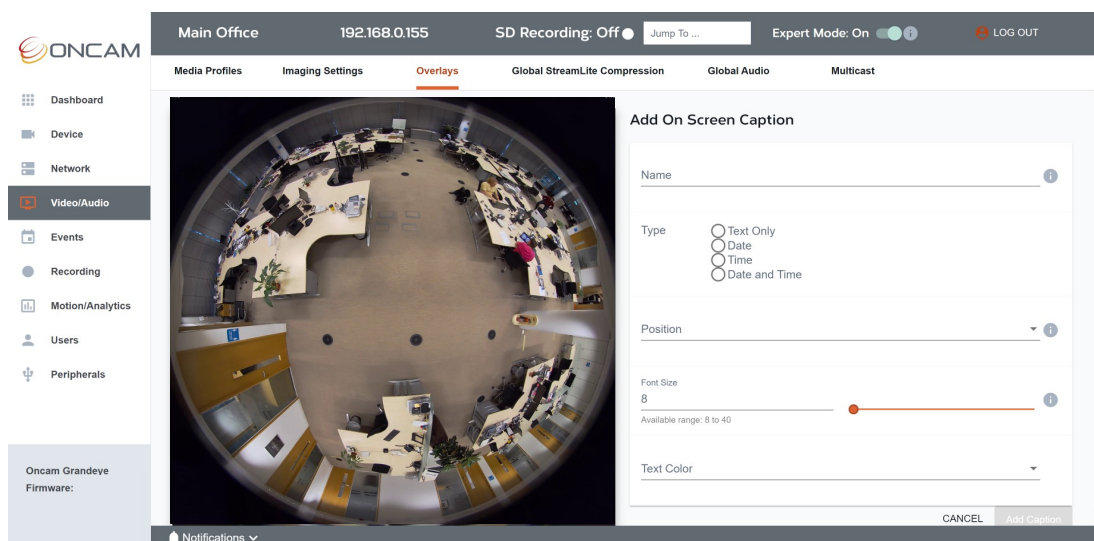 ONCAM
Main Office
192.168.0.155
SD Recording: Off
Jump To ...
Expert Mode: On
LOG OUT
Media Profiles
Imaging Settings
Overlays
Global StreamLite Compression
Global Audio
Multicast
Dashboard
Device
Network
Video/Audio
Events
Recording
Motion/Analytics
Users
Peripherals
Oncam Grandeye
Firmware:
Add On Screen Caption
Name
Type
Text Only
Date
Time
Date and Time
Position
Font Size
8
Available range: 8 to 40
Text Color
CANCEL
Add Caption
Notifications